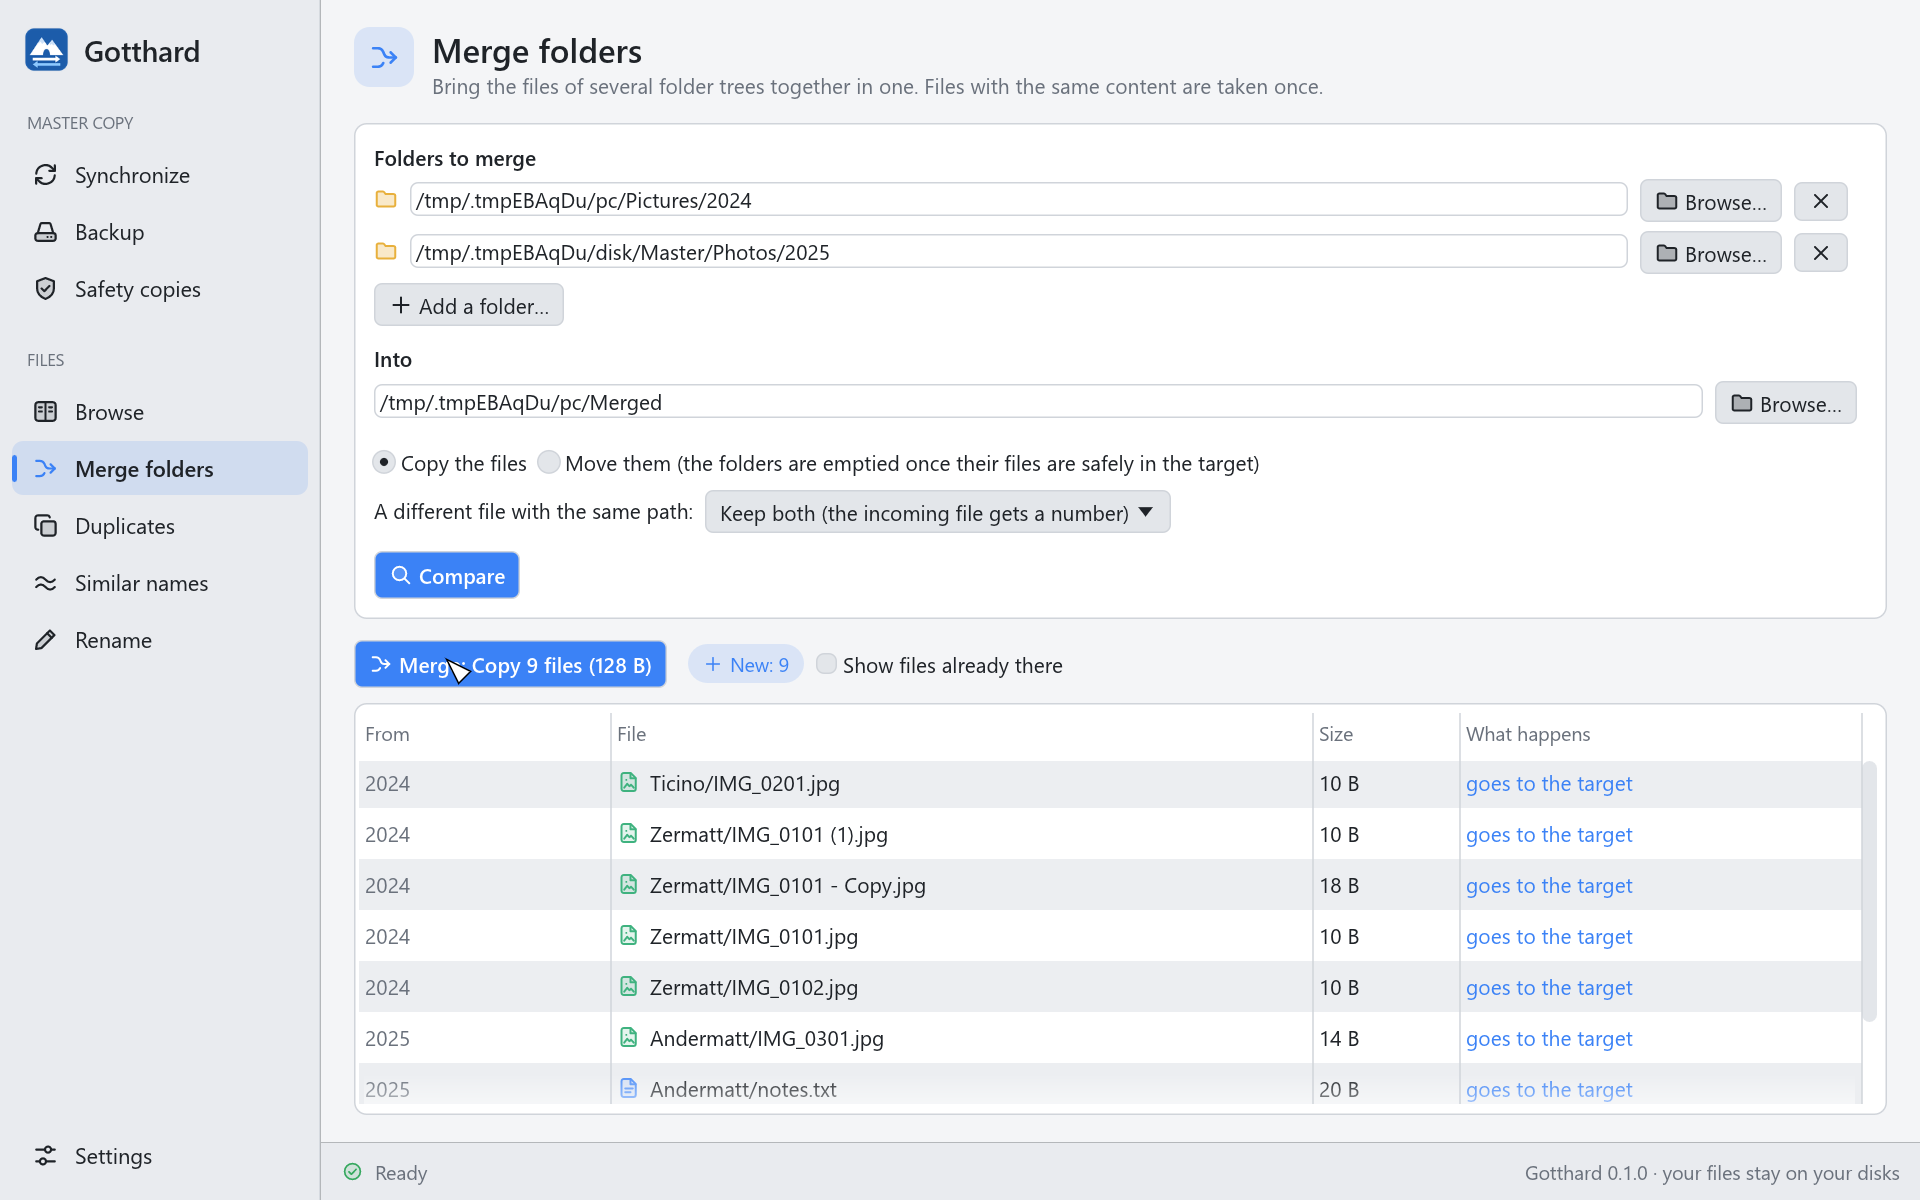 Gotthard
MASTER COPY
Synchronize
Backup
Safety copies
FILES
Browse
Merge folders
Duplicates
Similar names
Rename
Settings
Merge folders
Bring the files of several folder trees together in one. Files with the same content are taken once.
Folders to merge
/tmp/.tmpEBAqDu/pc/Pictures/2024 Browse...
/tmp/.tmpEBAqDu/disk/Master/Photos/2025 Browse...
Add a folder...
Into
/tmp/.tmpEBAqDu/pc/Merged Browse...
Copy the files Move them (the folders are emptied once their files are safely in the target)
A different file with the same path: Keep both (the incoming file gets a number)
Compare
Merge: Copy 9 files (128 B) New: 9 Show files already there
From File Size What happens
2024 Ticino/IMG_0201.jpg 10 B goes to the target
2024 Zermatt/IMG_0101 (1).jpg 10 B goes to the target
2024 Zermatt/IMG_0101 - Copy.jpg 18 B goes to the target
2024 Zermatt/IMG_0101.jpg 10 B goes to the target
2024 Zermatt/IMG_0102.jpg 10 B goes to the target
2025 Andermatt/IMG_0301.jpg 14 B goes to the target
2025 Andermatt/notes.txt 20 B goes to the target
Ready
Gotthard 0.1.0 · your files stay on your disks